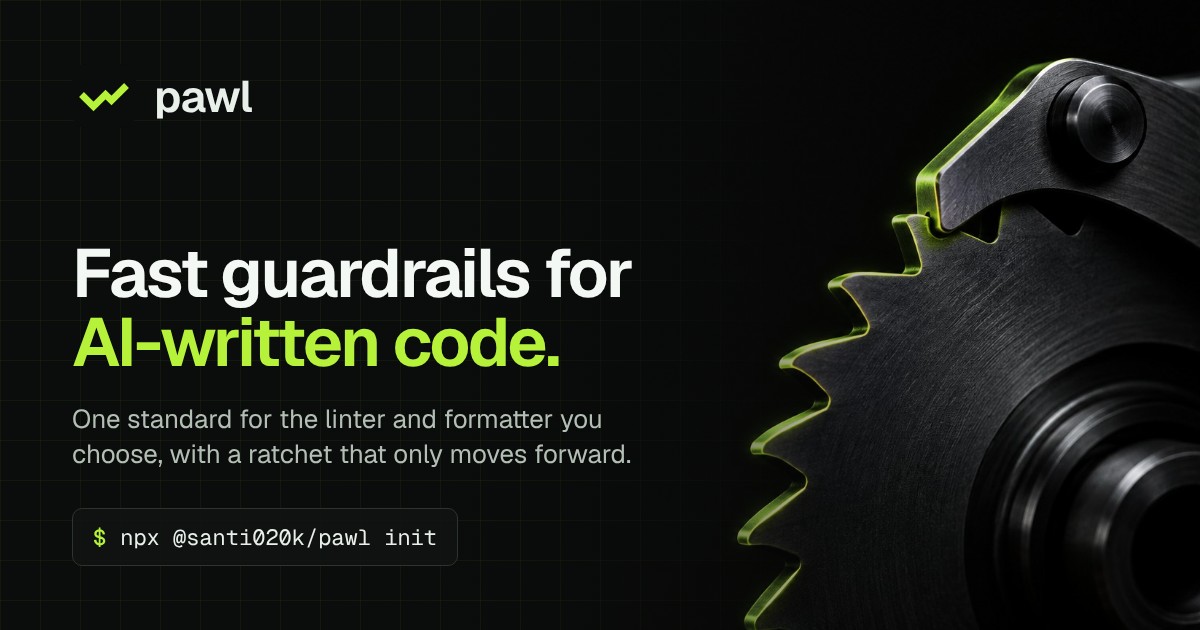 pawl
Fast guardrails for
AI-written code.
One standard for the linter and formatter you
choose, with a ratchet that only moves forward.
$ npx @santi020k/pawl init